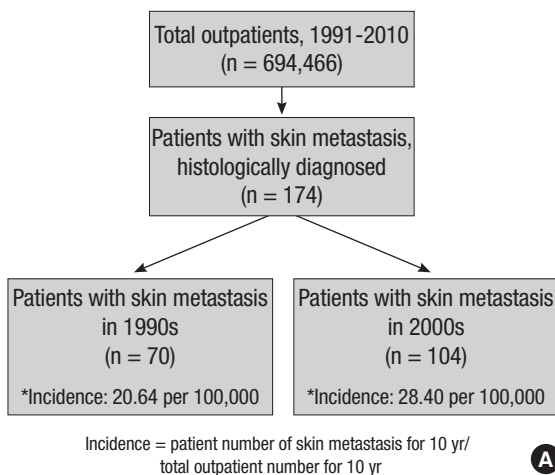 Total outpatients, 1991-2010
(n = 694,466)
Patients with skin metastasis,
histologically diagnosed
(n = 174)
Patients with skin metastasis
in 1990s
(n = 70)
*Incidence: 20.64 per 100,000
Patients with skin metastasis
in 2000s
(n = 104)
*Incidence: 28.40 per 100,000
Incidence = patient number of skin metastasis for 10 yr/
total outpatient number for 10 yr
A